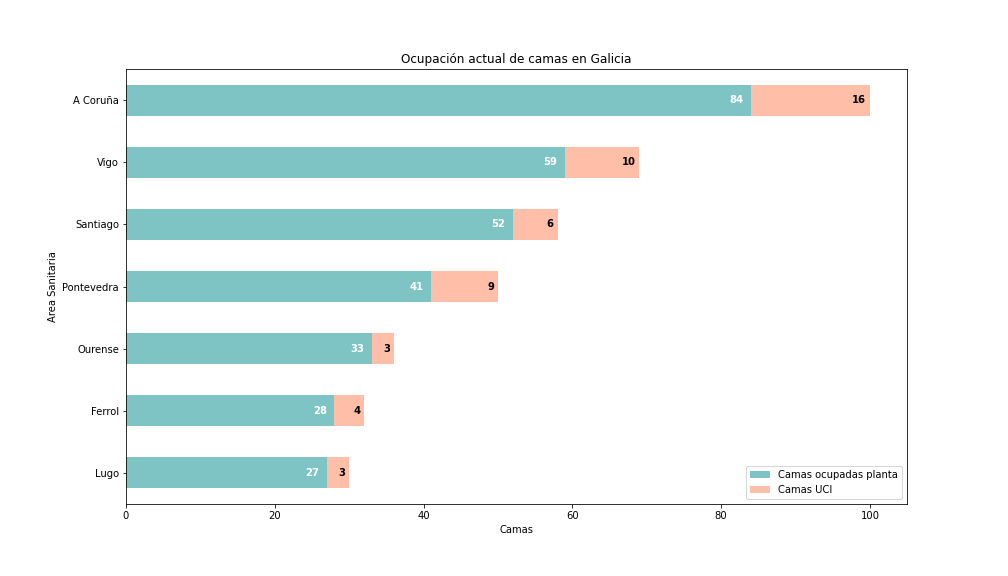 Ocupación actual de camas en Galicia
A Coruña
84
16
Vigo
59
10
Santiago
52
6
Pontevedra
41
9
Ourense
33
3
Ferrol
28
4
Lugo
27
3
Area Sanitaria
Camas ocupadas planta
Camas UCI
0
20
40
60
80
100
Camas